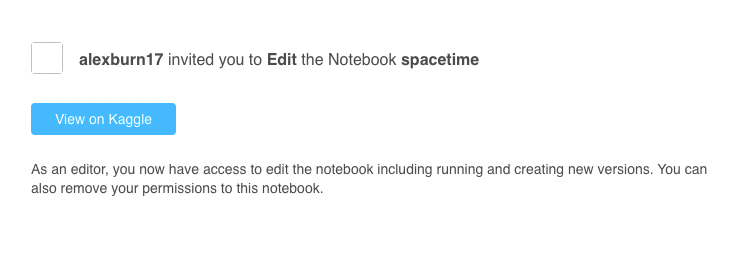 alexburn17 invited you to Edit the Notebook spacetime
View on Kaggle
As an editor, you now have access to edit the notebook including running and creating new versions. You can
also remove your permissions to this notebook.